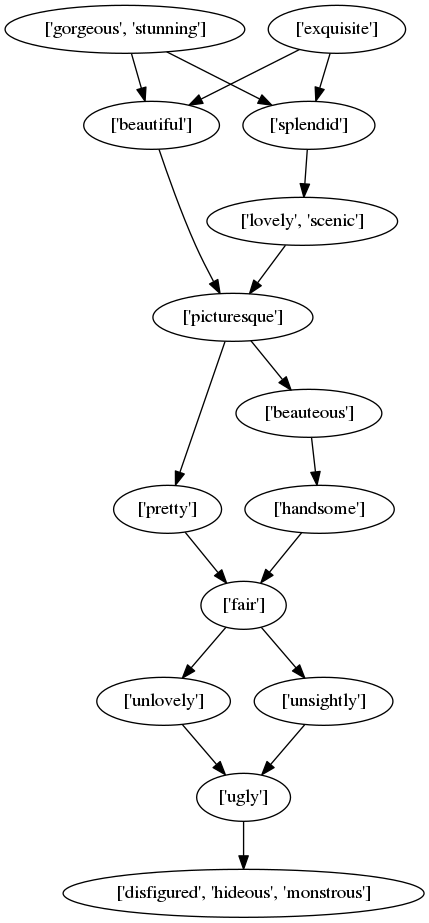 ['gorgeous', 'stunning']
['exquisite']
['beautiful']
['splendid']
['lovely', 'scenic']
['picturesque']
['beauteous']
['pretty']
['handsome']
['fair']
['unlovely']
['unsightly']
['ugly']
['disfigured', 'hideous', 'monstrous']